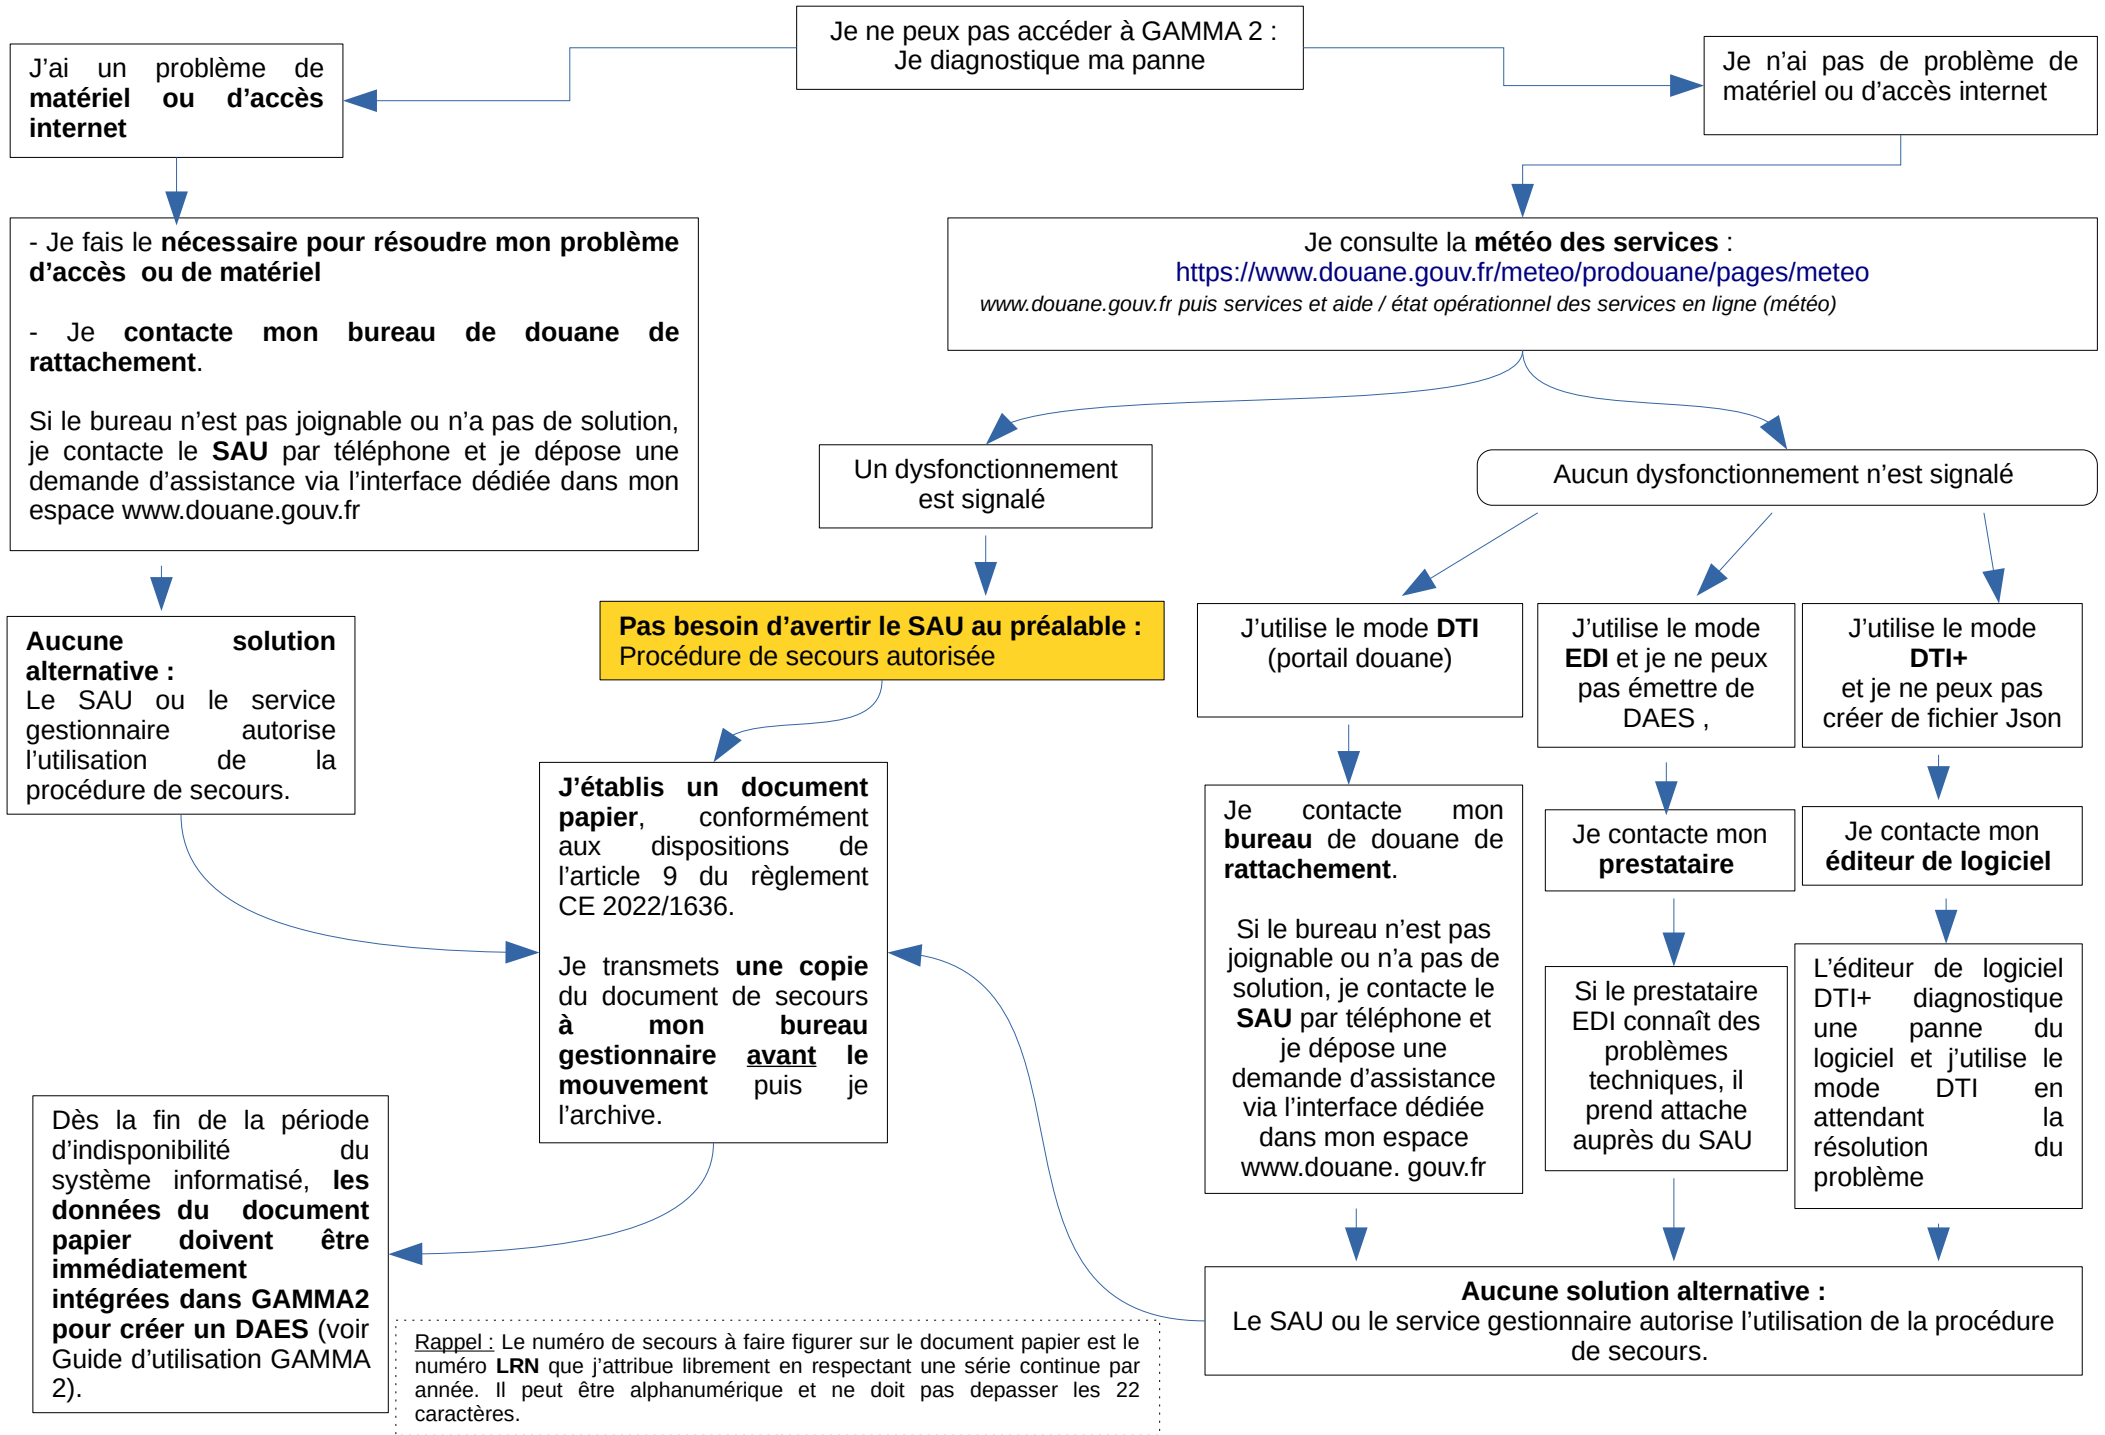 Je ne peux pas accéder à GAMMA 2 :
Je diagnostique ma panne
J'ai un problème de
matériel ou d'accès
internet
Je n'ai pas de problème de
matériel ou d'accès internet
- Je fais le nécessaire pour résoudre mon problème
d'accès ou de matériel
- Je contacte mon bureau de douane de
rattachement.
Si le bureau n'est pas joignable ou n'a pas de solution,
je contacte le SAU par téléphone et je dépose une
demande d'assistance via l'interface dédiée dans mon
espace www.douane.gouv.fr
Je consulte la météo des services :
https://www.douane.gouv.fr/meteo/prodouane/pages/meteo
www.douane.gouv.fr puis services et aide / état opérationnel des services en ligne (météo)
Un dysfonctionnement
est signalé
Aucun dysfonctionnement n'est signalé
Aucune solution
alternative :
Le SAU ou le service
gestionnaire autorise
l'utilisation de la
procédure de secours.
Pas besoin d'avertir le SAU au préalable :
Procédure de secours autorisée
J'utilise le mode DTI
(portail douane)
J'utilise le mode
EDI et je ne peux
pas émettre de
DAES ,
J'utilise le mode
DTI+
et je ne peux pas
créer de fichier Json
J'établis un document
papier, conformément
aux dispositions de
l'article 9 du règlement
CE 2022/1636.
Je transmets une copie
du document de secours
à mon bureau
gestionnaire avant le
mouvement puis je
l'archive.
Je contacte mon
bureau de douane de
rattachement.
Si le bureau n'est pas
joignable ou n'a pas de
solution, je contacte le
SAU par téléphone et
je dépose une
demande d'assistance
via l'interface dédiée
dans mon espace
www.douane. gouv.fr
Je contacte mon
prestataire
Je contacte mon
éditeur de logiciel
Si le prestataire
EDI connaît des
problèmes
techniques, il
prend attache
auprès du SAU
L'éditeur de logiciel
DTI+ diagnostique
une panne du
logiciel et j'utilise le
mode DTI en
attendant la
résolution du
problème
Dès la fin de la période
d'indisponibilité du
système informatisé, les
données du document
papier doivent être
immédiatement
intégrées dans GAMMA2
pour créer un DAES (voir
Guide d'utilisation GAMMA
2).
Rappel : Le numéro de secours à faire figurer sur le document papier est le
numéro LRN que j'attribue librement en respectant une série continue par
année. Il peut être alphanumérique et ne doit pas depasser les 22
caractères.
Aucune solution alternative :
Le SAU ou le service gestionnaire autorise l'utilisation de la procédure
de secours.